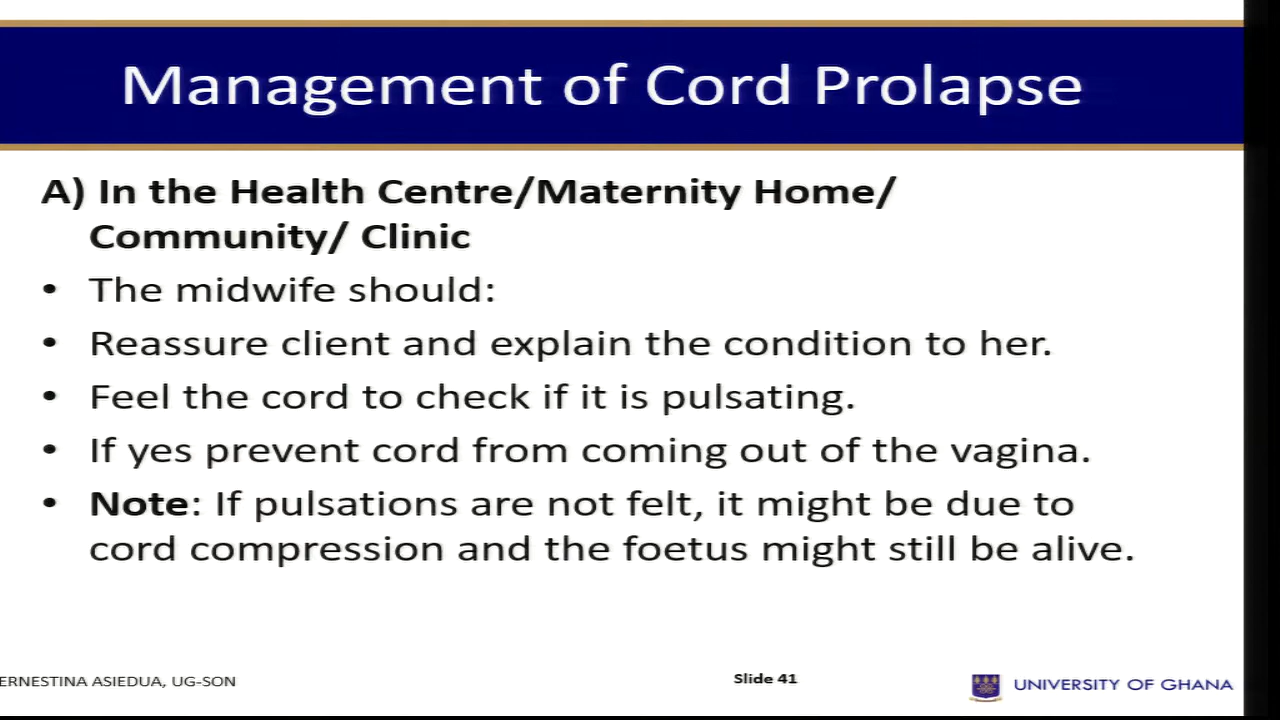 Management of Cord Prolapse
A) In the Health Centre/Maternity Home/
Community/ Clinic
• The midwife should:
• Reassure client and explain the condition to her.
• Feel the cord to check if it is pulsating.
• If yes prevent cord from coming out of the vagina.
• Note: If pulsations are not felt, it might be due to
cord compression and the foetus might still be alive.
ERNESTINA ASIEDUA, UG-SON
Slide 41
UNIVERSITY OF GHANA